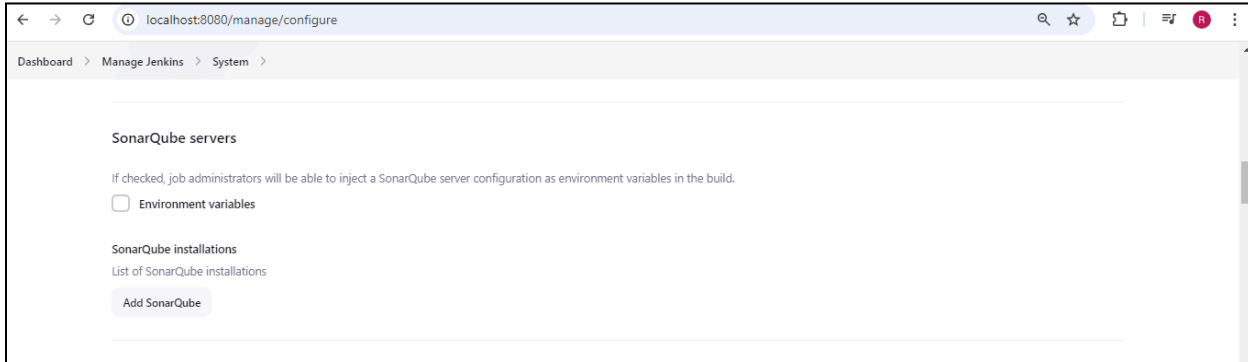 localhost:8080/manage/configure
R
Dashboard > Manage Jenkins > System >
SonarQube servers
If checked, job administrators will be able to inject a SonarQube server configuration as environment variables in the build.
Environment variables
SonarQube installations
List of SonarQube installations
Add SonarQube